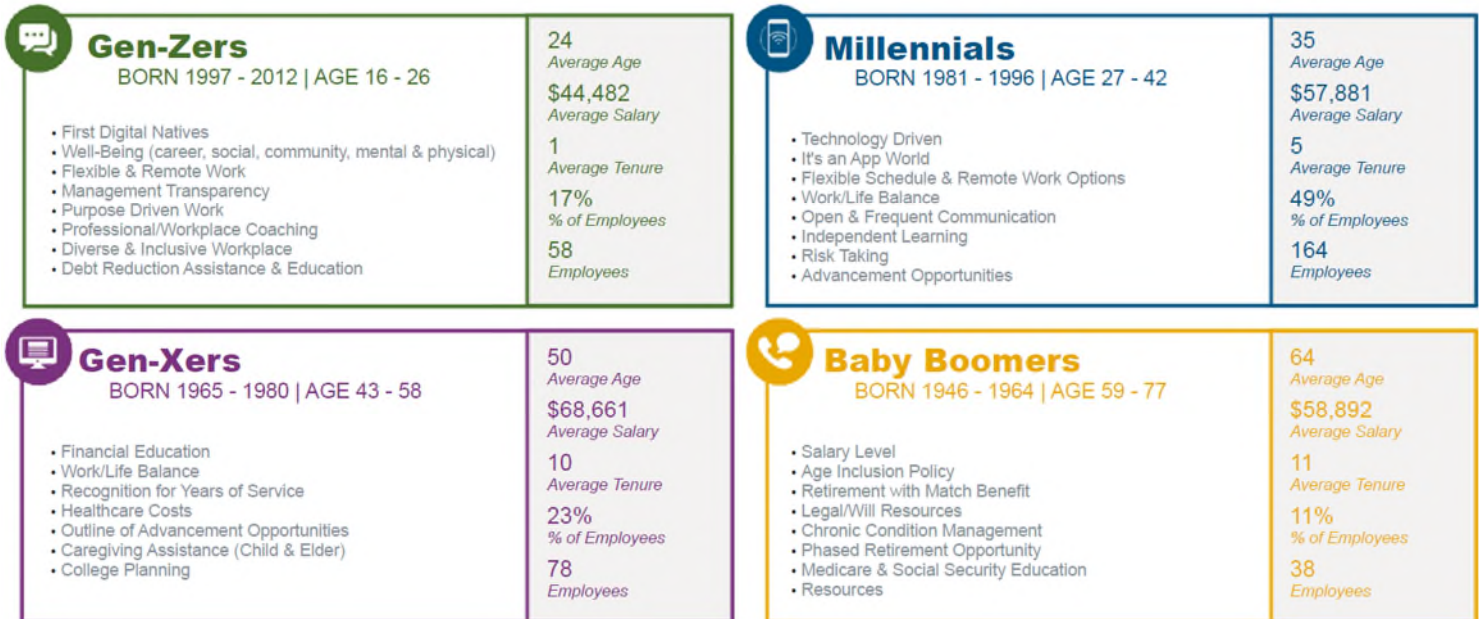 Gen-Zers
BORN 1997 - 2012 | AGE 16 - 26
• First Digital Natives
• Well-Being (career, social, community, mental & physical)
• Flexible & Remote Work
• Management Transparency
• Purpose Driven Work
• Professional/Workplace Coaching
• Diverse & Inclusive Workplace
• Debt Reduction Assistance & Education
24
Average Age
$44,482
Average Salary
1
Average Tenure
17%
% of Employees
58
Employees
Millennials
BORN 1981 - 1996 | AGE 27 - 42
• Technology Driven
• It's an App World
• Flexible Schedule & Remote Work Options
• Work/Life Balance
• Open & Frequent Communication
• Independent Learning
• Risk Taking
• Advancement Opportunities
35
Average Age
$57,881
Average Salary
5
Average Tenure
49%
% of Employees
164
Employees
Gen-Xers
BORN 1965 - 1980 | AGE 43 - 58
• Financial Education
• Work/Life Balance
• Recognition for Years of Service
• Healthcare Costs
• Outline of Advancement Opportunities
• Caregiving Assistance (Child & Elder)
• College Planning
50
Average Age
$68,661
Average Salary
10
Average Tenure
23%
% of Employees
78
Employees
Baby Boomers
BORN 1946 - 1964 | AGE 59 - 77
• Salary Level
• Age Inclusion Policy
• Retirement with Match Benefit
• Legal/Will Resources
• Chronic Condition Management
• Phased Retirement Opportunity
• Medicare & Social Security Education
• Resources
64
Average Age
$58,892
Average Salary
11
Average Tenure
11%
% of Employees
38
Employees